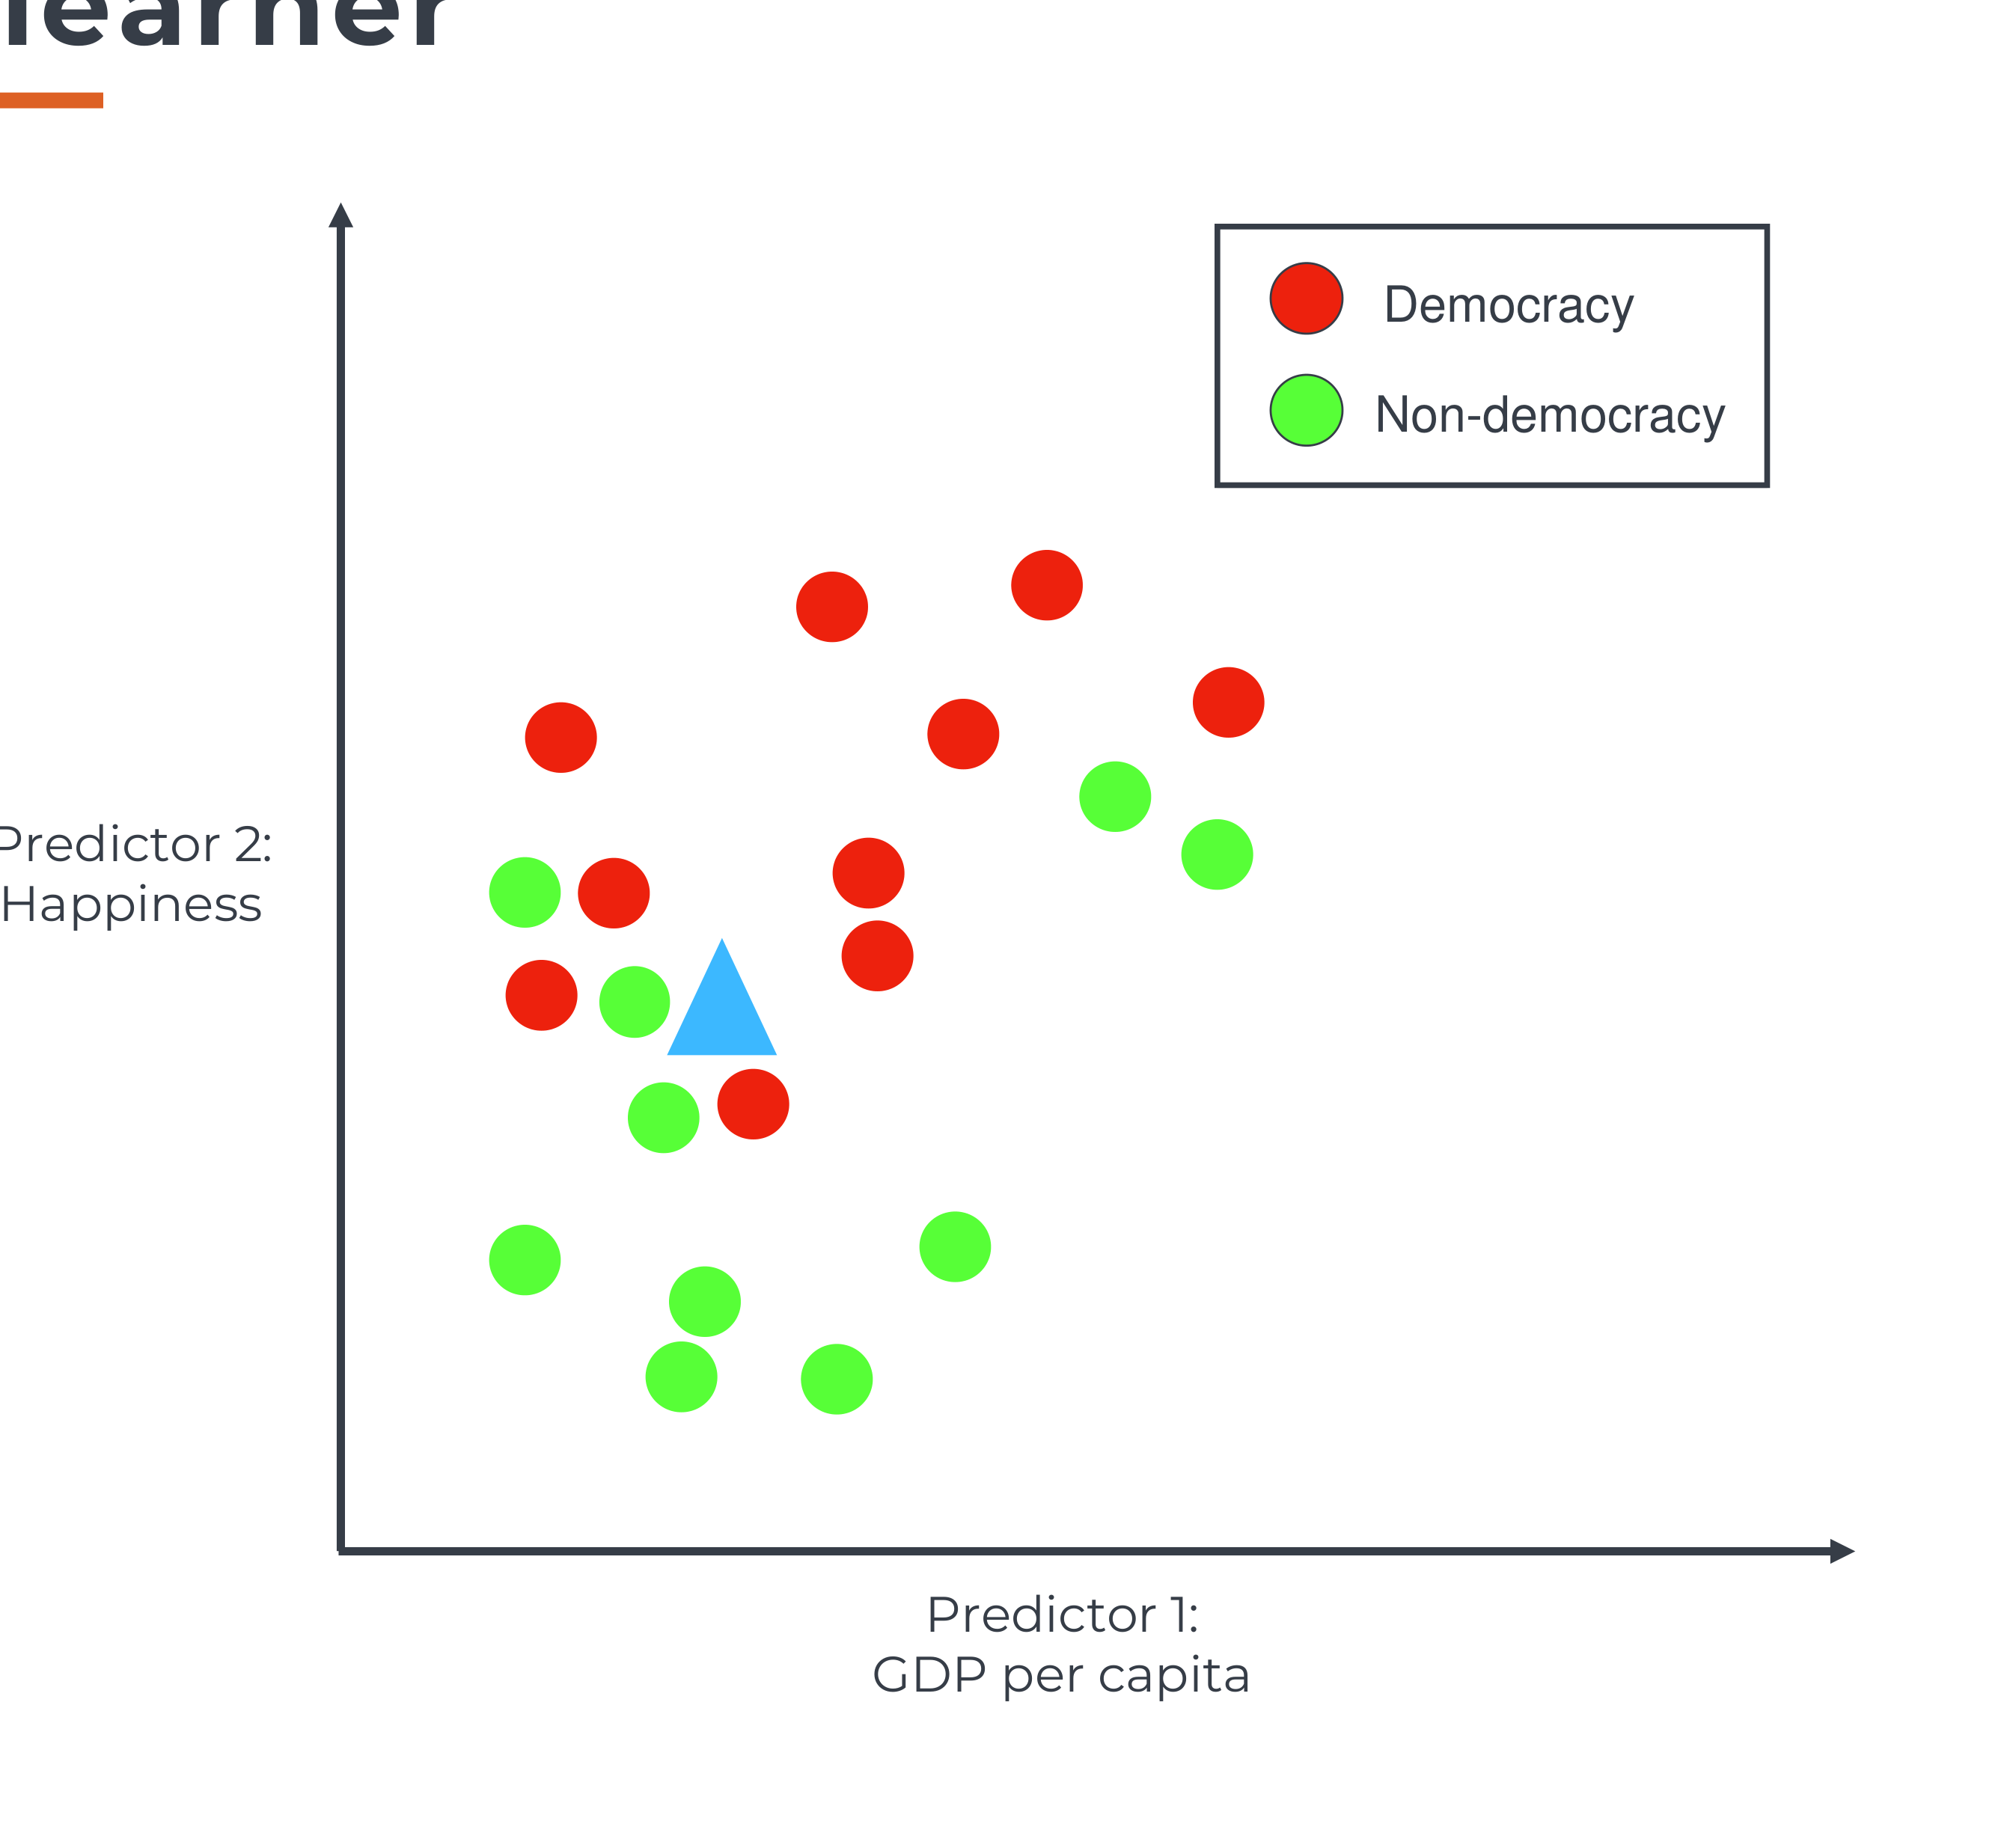 learner
Democracy
Non-democracy
Predictor 2:
Happiness
Predictor 1:
GDP per capita